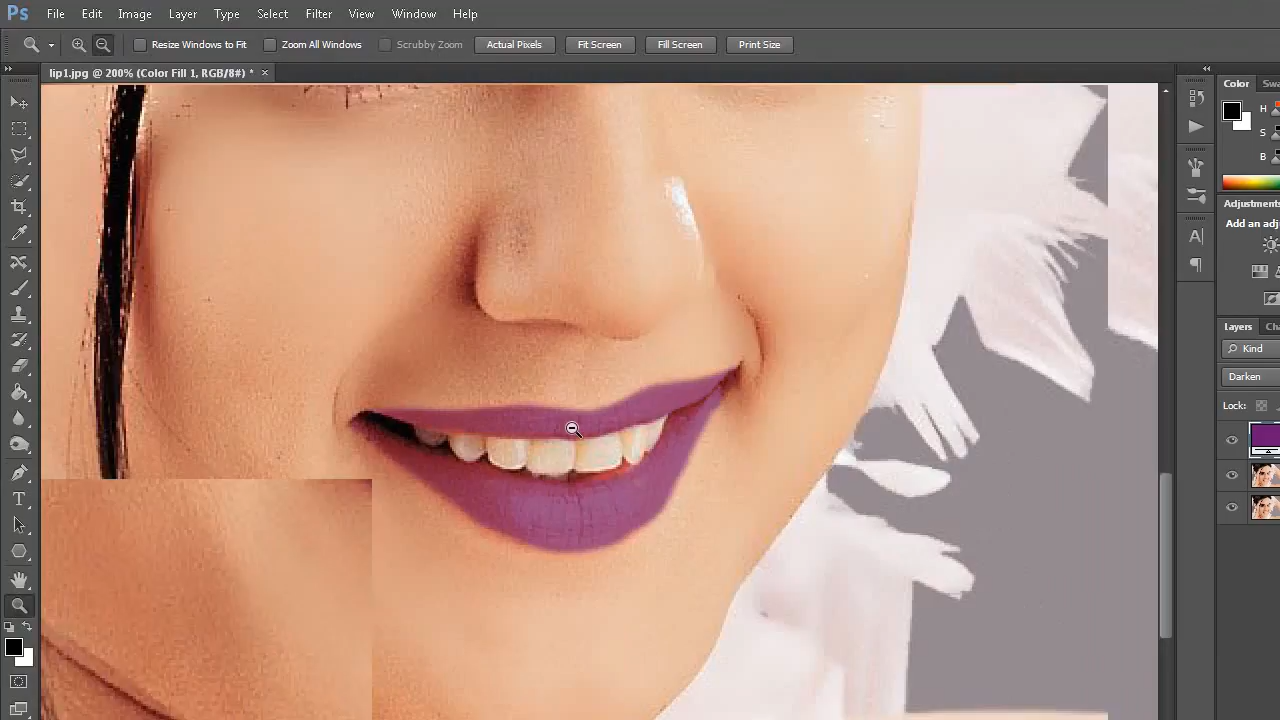 Ps File Edit Image Layer Type Select Filter View Window Help
Resize Windows to Fit Zoom All Windows Scrubby Zoom Actual Pixels Fit Screen Fill Screen Print Size
lip1.jpg @ 200% (Color Fill 1, RGB/8#) * ×
Color Swa
H
S
B
Adjustments
Add an adj
Layers Cha
Kind
Darken
Lock:
A|
T